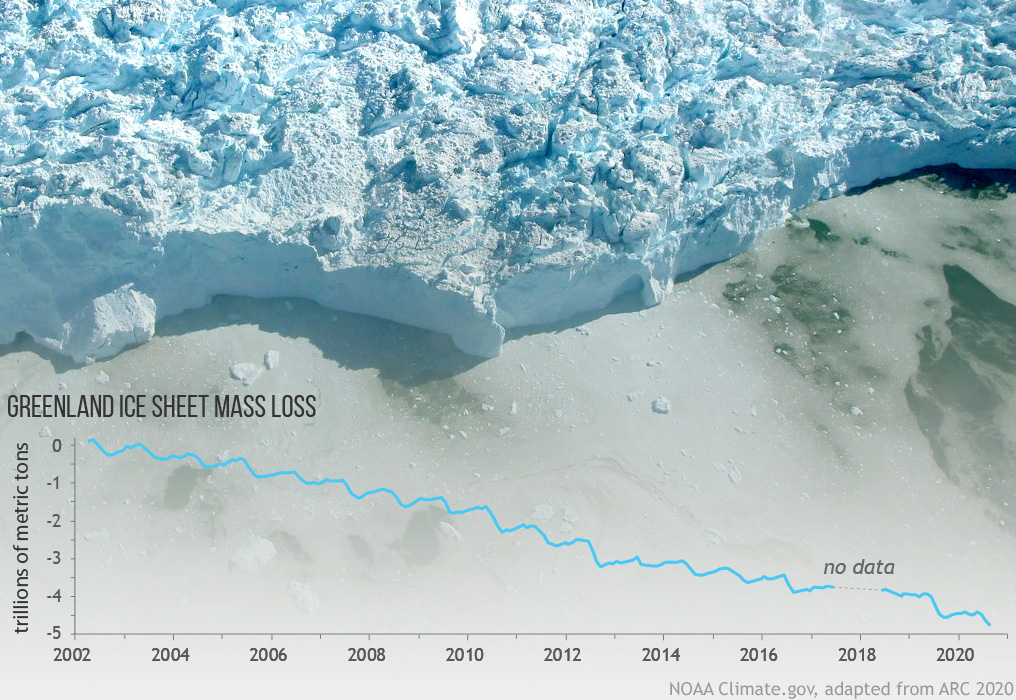 GREENLAND ICE SHEET MASS LOSS
trillions of metric tons
0
-1
-2
-3
-4
-5
no data
2002 2004 2006 2008 2010 2012 2014 2016 2018 2020
NOAA Climate.gov, adapted from ARC 2020